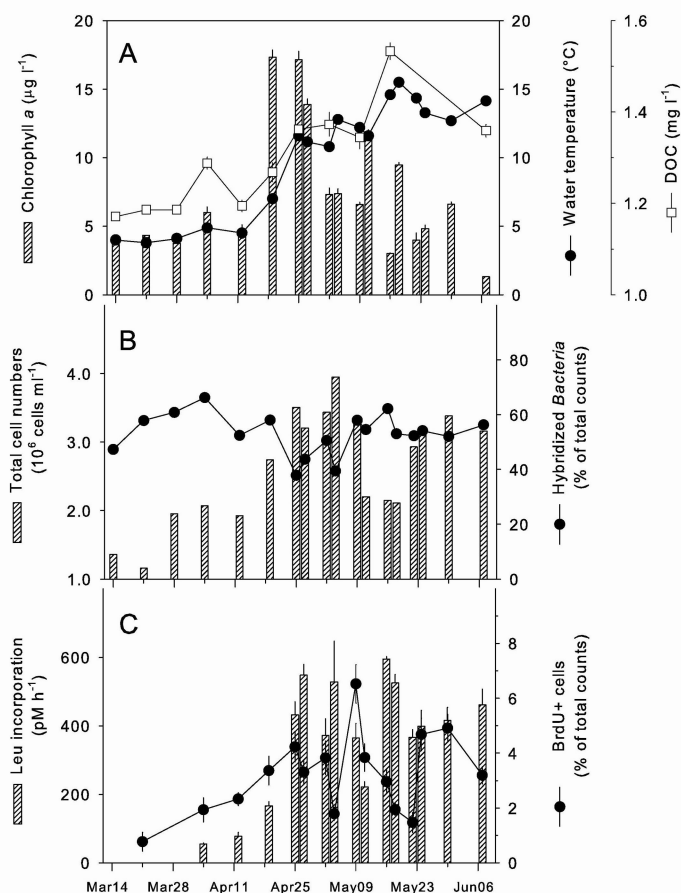 A
Chlorophyll a (µg l-1)
20
15
10
5
0
20
15
10
5
0
Water temperature (°C)
1.6
1.4
1.2
1.0
DOC (mg l-1)
B
Total cell numbers
(10⁶ cells ml-1)
4.0
3.0
2.0
1.0
80
60
40
20
0
Hybridized Bacteria
(% of total counts)
C
Leu incorporation
(pM h-1)
600
400
200
0
8
6
4
2
0
BrdU+ cells
(% of total counts)
Mar14 Mar28 Apr11 Apr25 May09 May23 Jun06